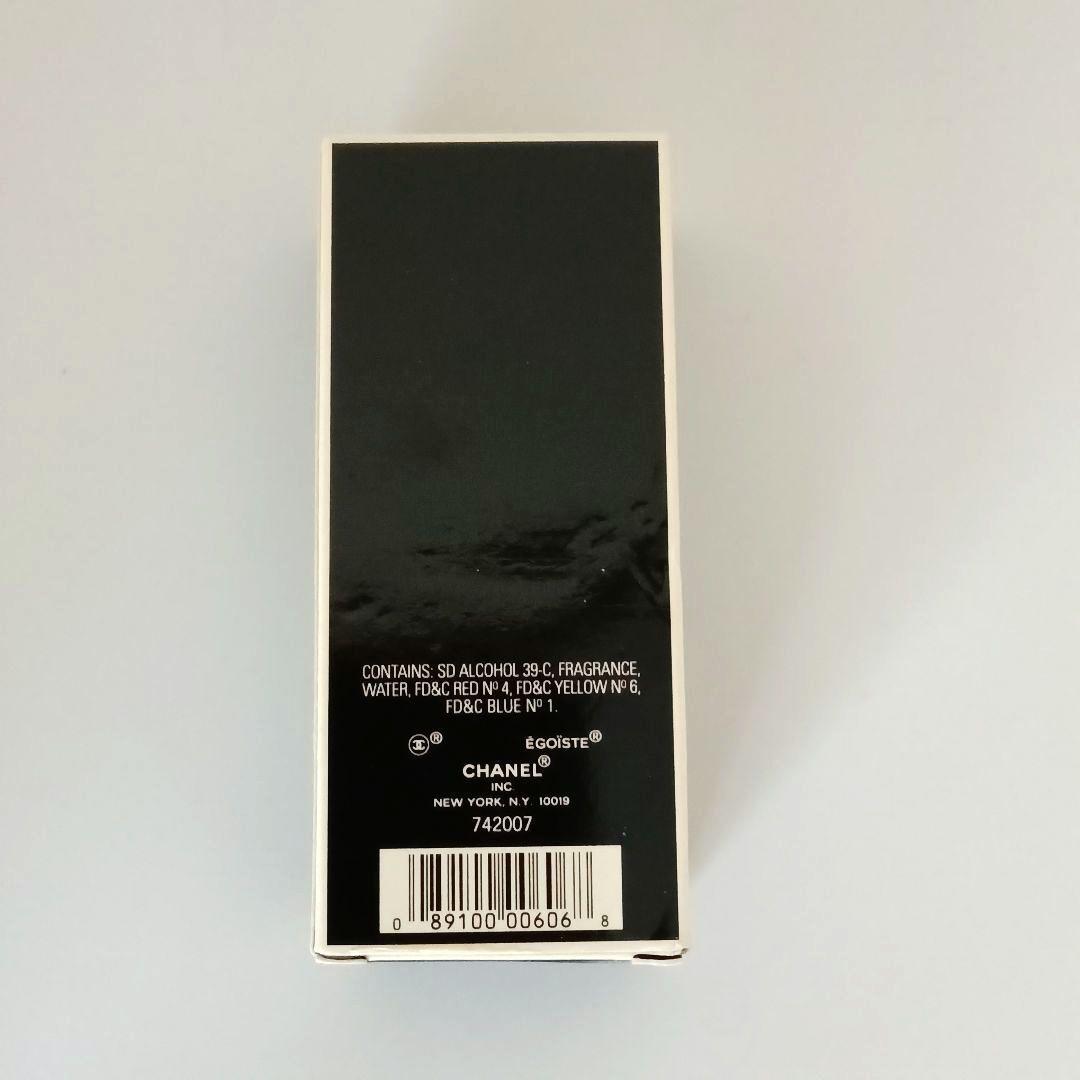 CONTAINS: SD ALCOHOL 39-C, FRAGRANCE,
WATER, FD&C RED Nº 4, FD&C YELLOW Nº 6,
FD&C BLUE Nº 1.
® ÉGOÏSTE®
CHANEL®
INC.
NEW YORK, N.Y. 10019
742007
0 89100 00606 8